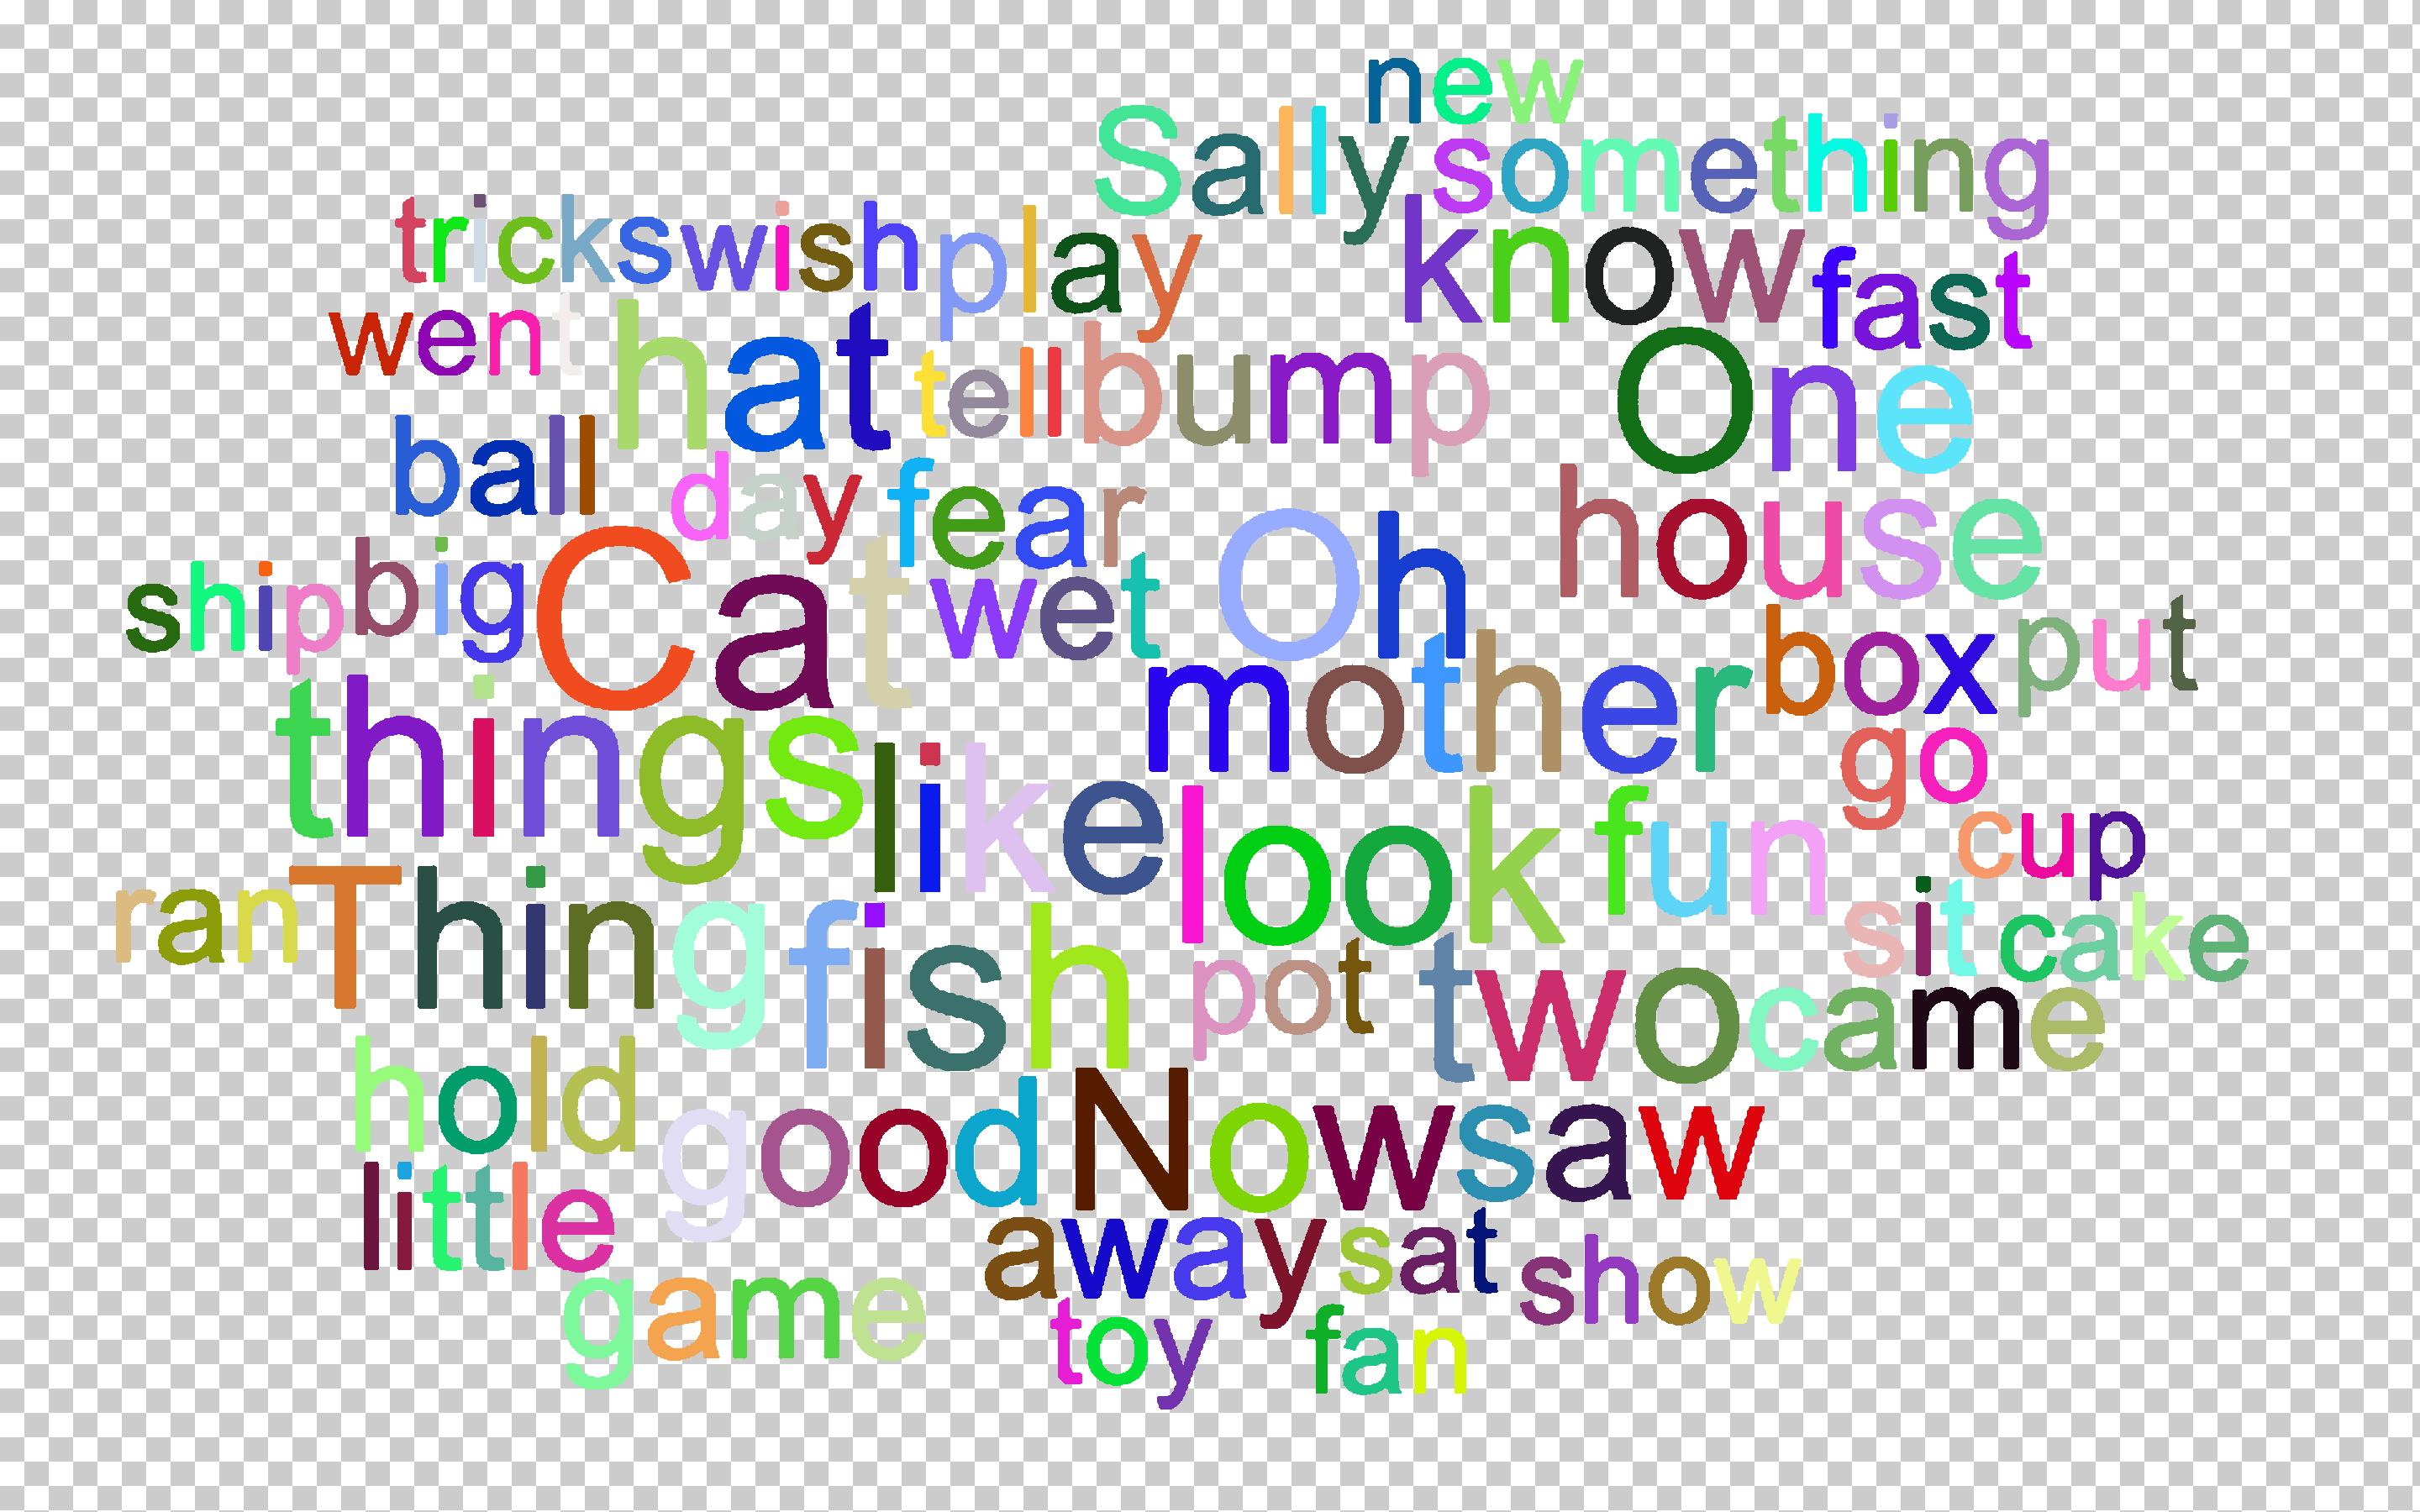 new
Sally something
tricks wish play know fast
went hat tell bump One
ball day fear house
ship big Cat wet Oh
mother box put
things like look fun go
cup
ran Thing fish pot two sit cake
came
hold good Now saw
little away sat show
game toy fan